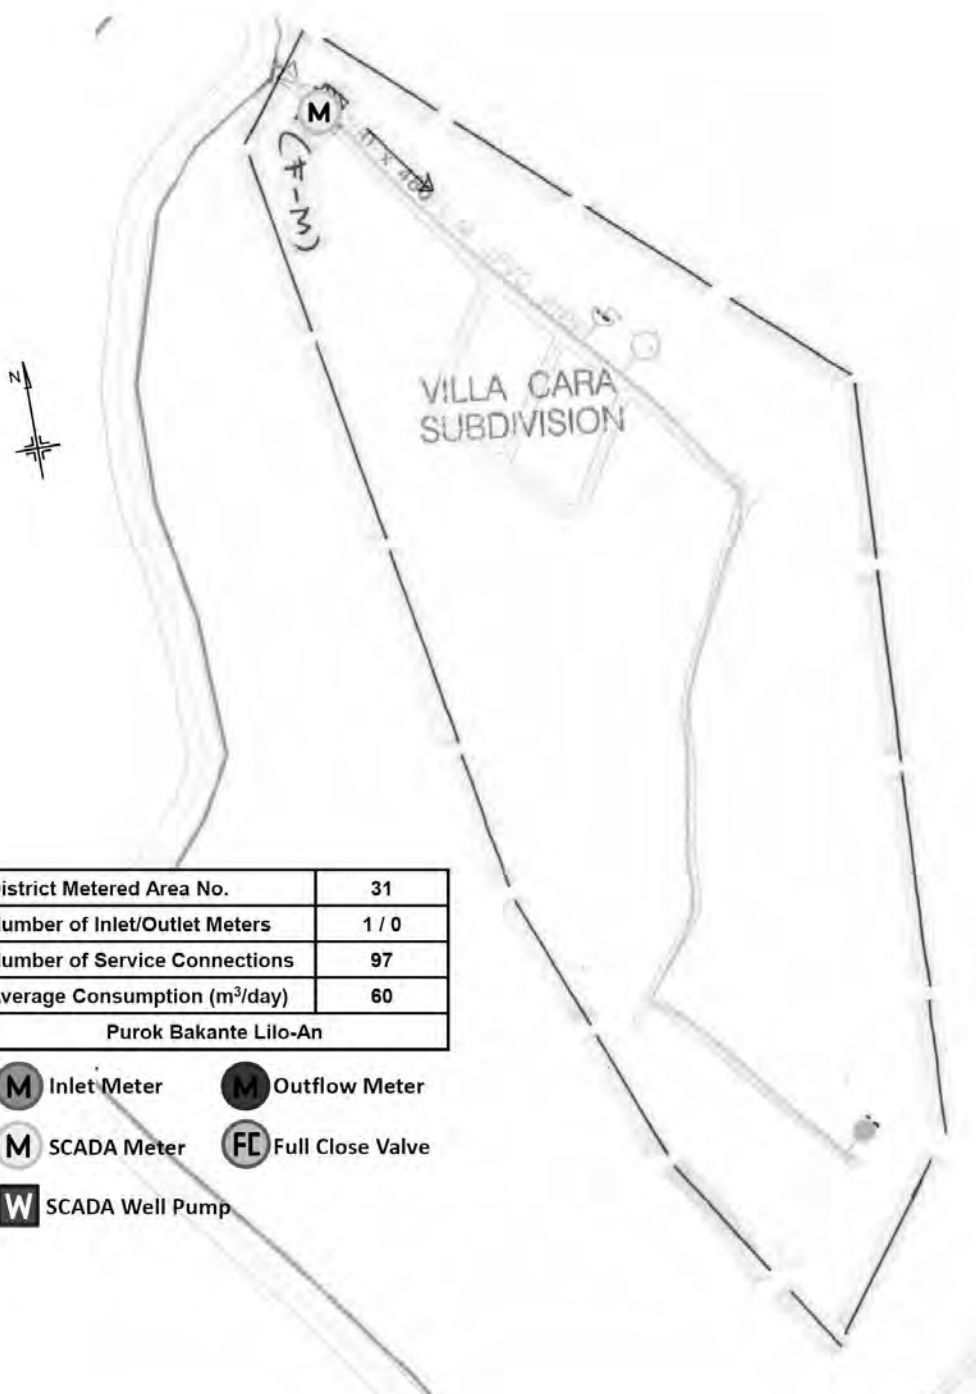 M
(F-M)
N
VILLA CARA
SUBDIVISION
istrict Metered Area No. 31
umber of Inlet/Outlet Meters 1 / 0
umber of Service Connections 97
verage Consumption (m³/day) 60
Purok Bakante Lilo-An
M Inlet Meter M Outflow Meter
M SCADA Meter FC Full Close Valve
W SCADA Well Pump